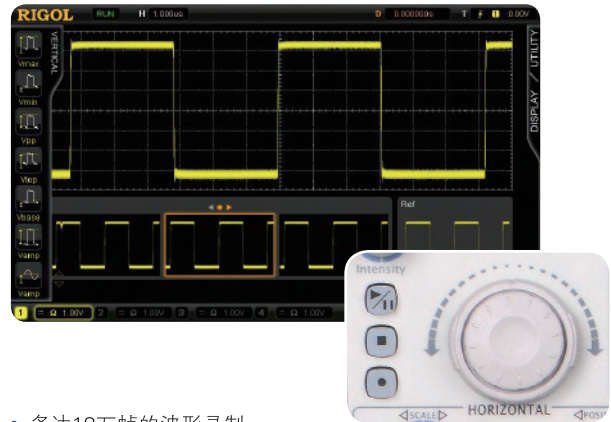 RIGOL RUN H 1.000us D 0.000000s T 1 0.00V
VERTICAL
Vmax
Vmin
Vpp
Vtop
Vbase
Vamp
Vamp
UTILITY
DISPLAY
Ref
1 = Ω 1.00V 2 = Ω 1.00V 3 = Ω 1.00V 4 = Ω 1.00V
Intensity
SCALE HORIZONTAL